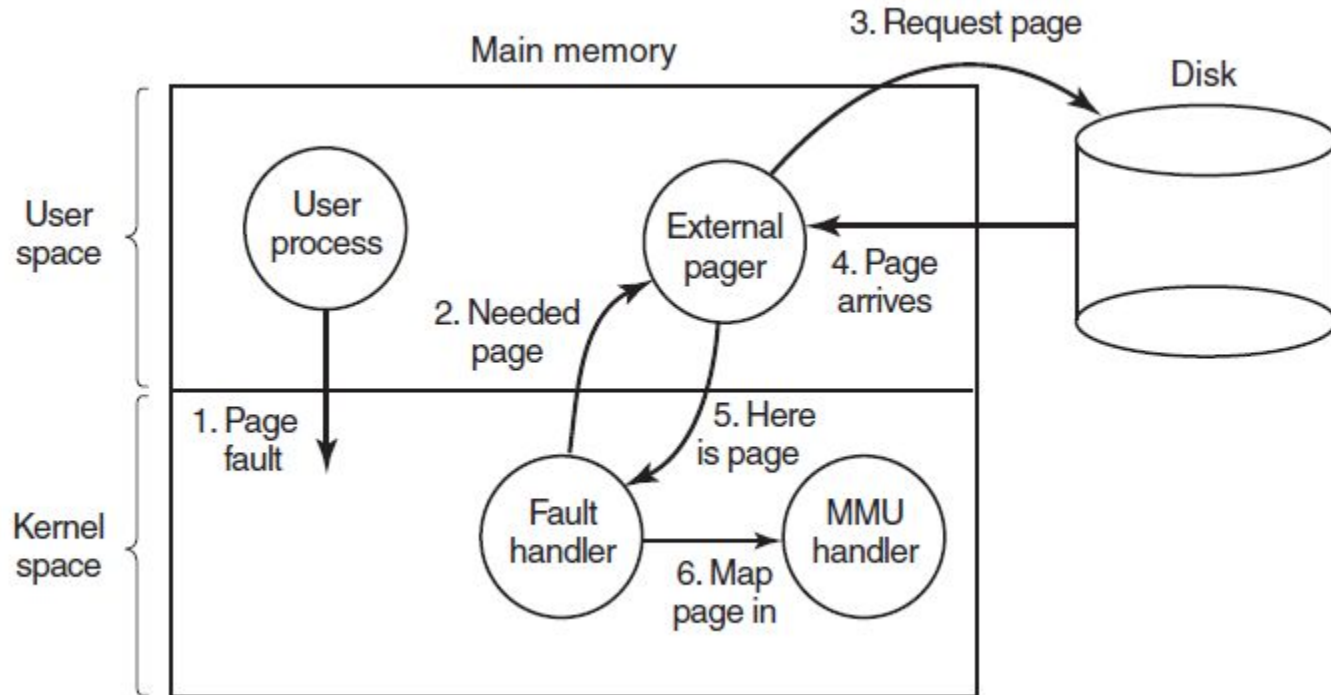 3. Request page
Main memory
Disk
User
space
User
process
External
pager
4. Page
arrives
2. Needed
page
1. Page
fault
5. Here
is page
Kernel
space
Fault
handler
MMU
handler
6. Map
page in